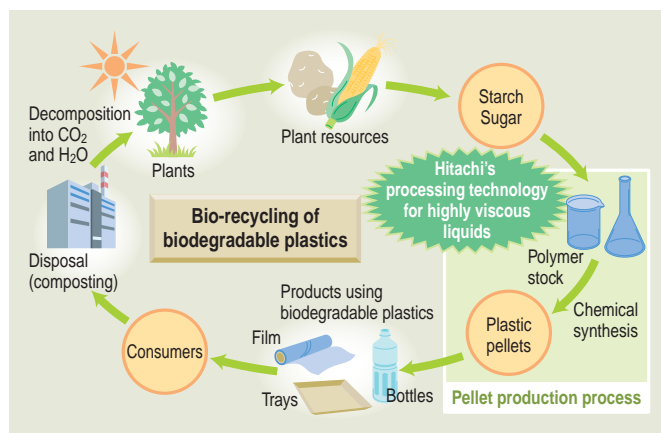 Decomposition
into CO₂
and H₂O
Plants
Plant resources
Starch
Sugar
Hitachi's
processing technology
for highly viscous
liquids
Bio-recycling of
biodegradable plastics
Polymer
stock
Chemical
synthesis
Plastic
pellets
Pellet production process
Products using
biodegradable plastics
Film
Trays
Bottles
Consumers
Disposal
(composting)